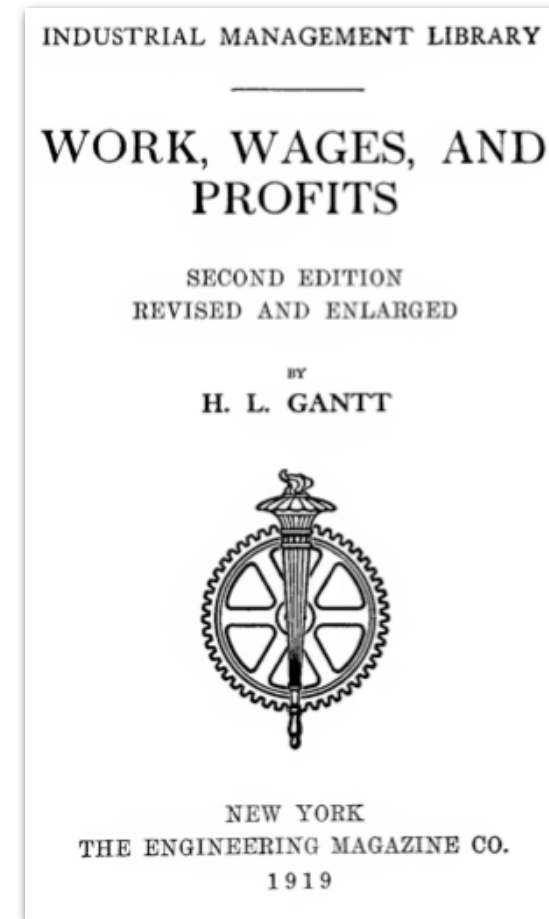 INDUSTRIAL MANAGEMENT LIBRARY
WORK, WAGES, AND
PROFITS
SECOND EDITION
REVISED AND ENLARGED
BY
H. L. GANTT
NEW YORK
THE ENGINEERING MAGAZINE CO.
1919